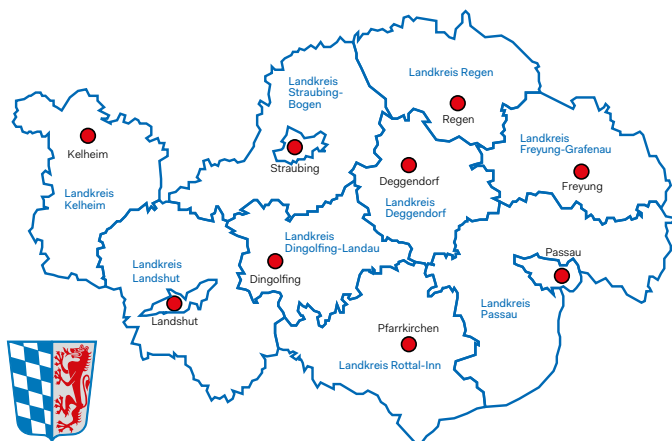 Landkreis Regen
Regen
Landkreis
Straubing-
Bogen
Straubing
Kelheim
Landkreis
Kelheim
Deggendorf
Landkreis
Deggendorf
Landkreis
Freyung-Grafenau
Freyung
Landkreis
Dingolfing-Landau
Dingolfing
Landkreis
Landshut
Landshut
Passau
Landkreis
Passau
Pfarrkirchen
Landkreis Rottal-Inn